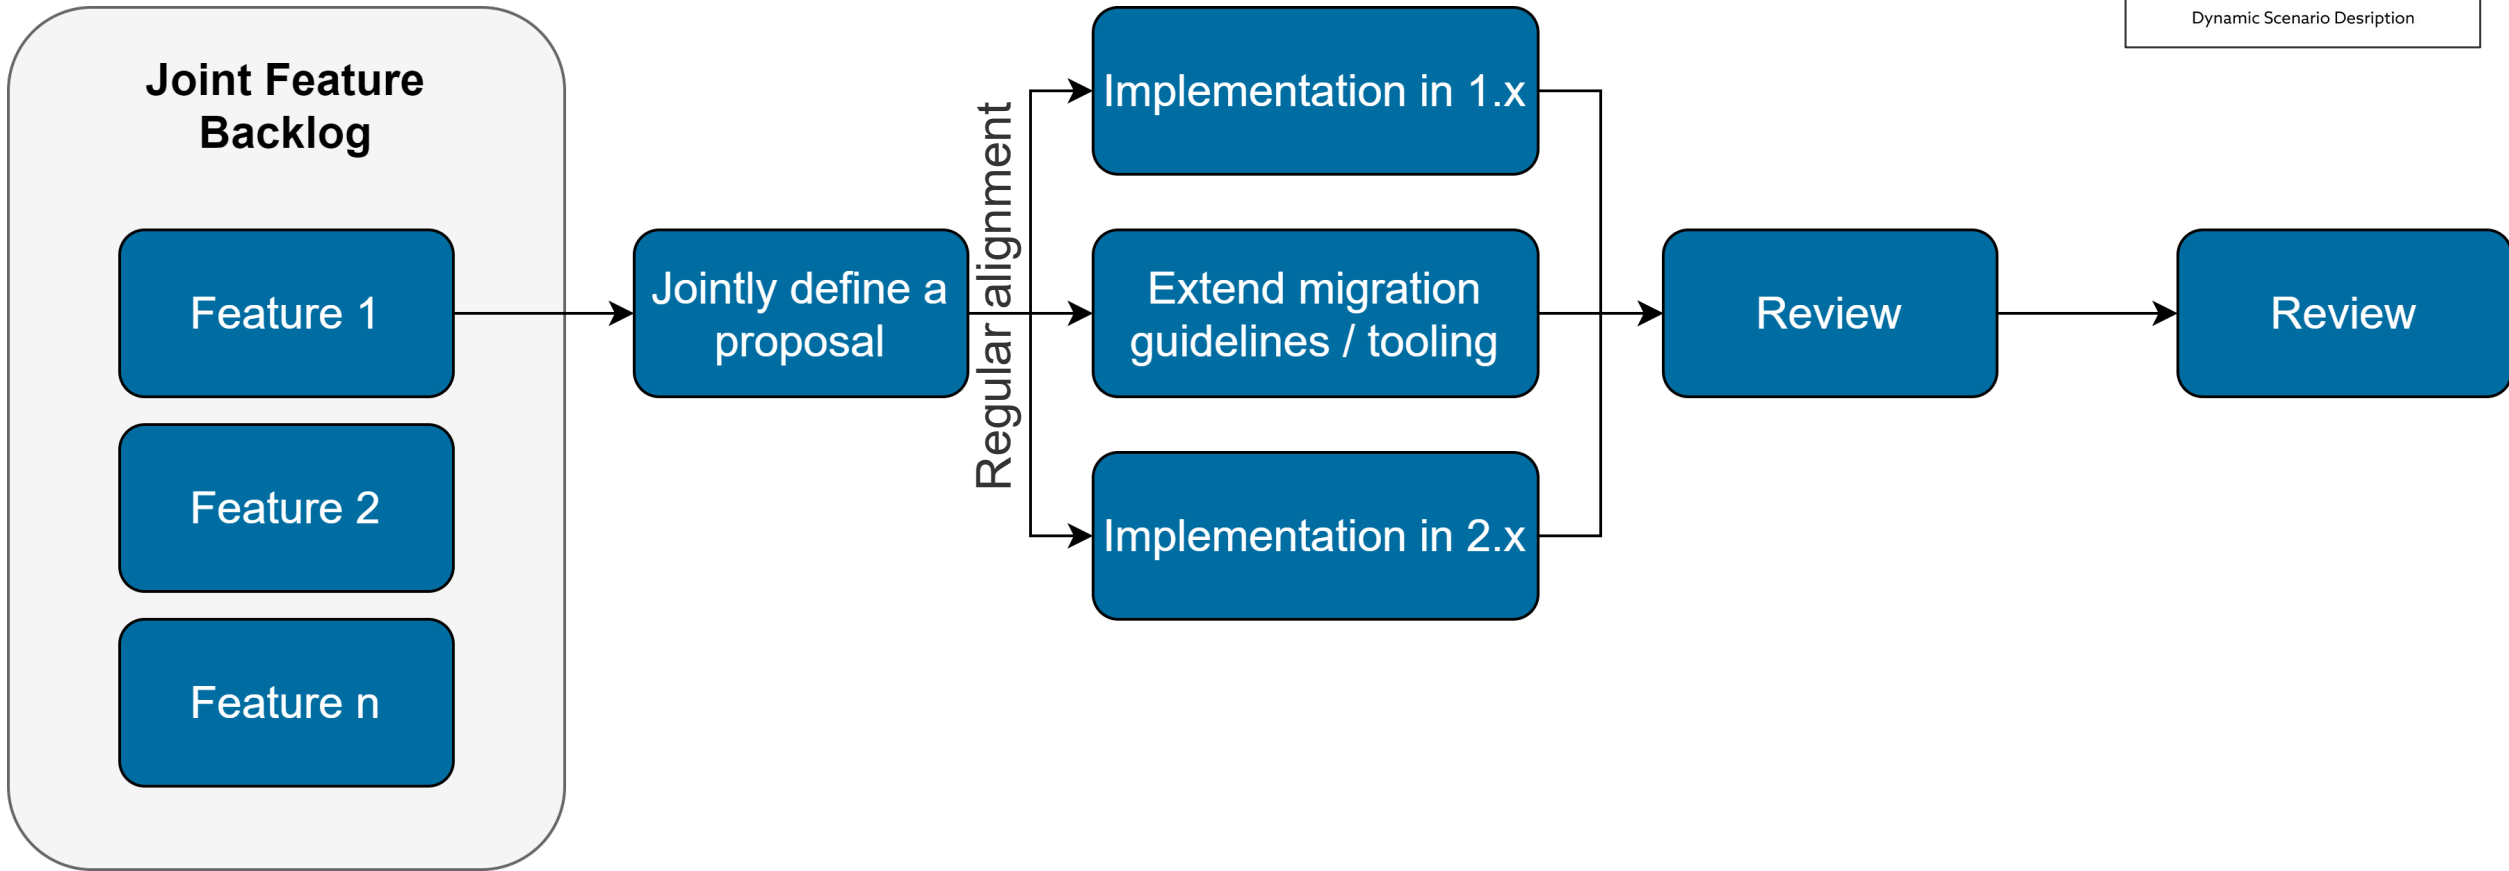 Dynamic Scenario Desription
Joint Feature
Backlog
Feature 1
Feature 2
Feature n
Jointly define a
proposal
Regular alignment
Implementation in 1.x
Extend migration
guidelines / tooling
Implementation in 2.x
Review
Review